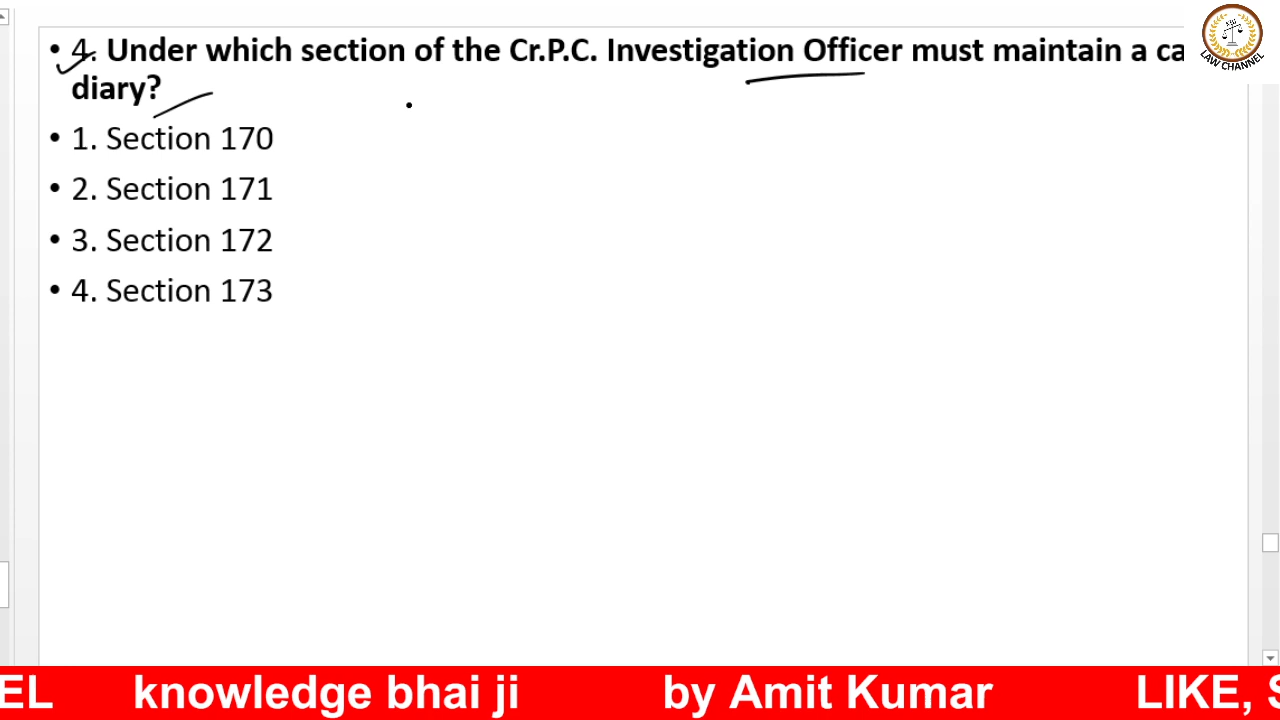 • 4. Under which section of the Cr.P.C. Investigation Officer must maintain a ca
diary?
• 1. Section 170
• 2. Section 171
• 3. Section 172
• 4. Section 173
LAW CHANNEL
EL knowledge bhai ji by Amit Kumar LIKE, S